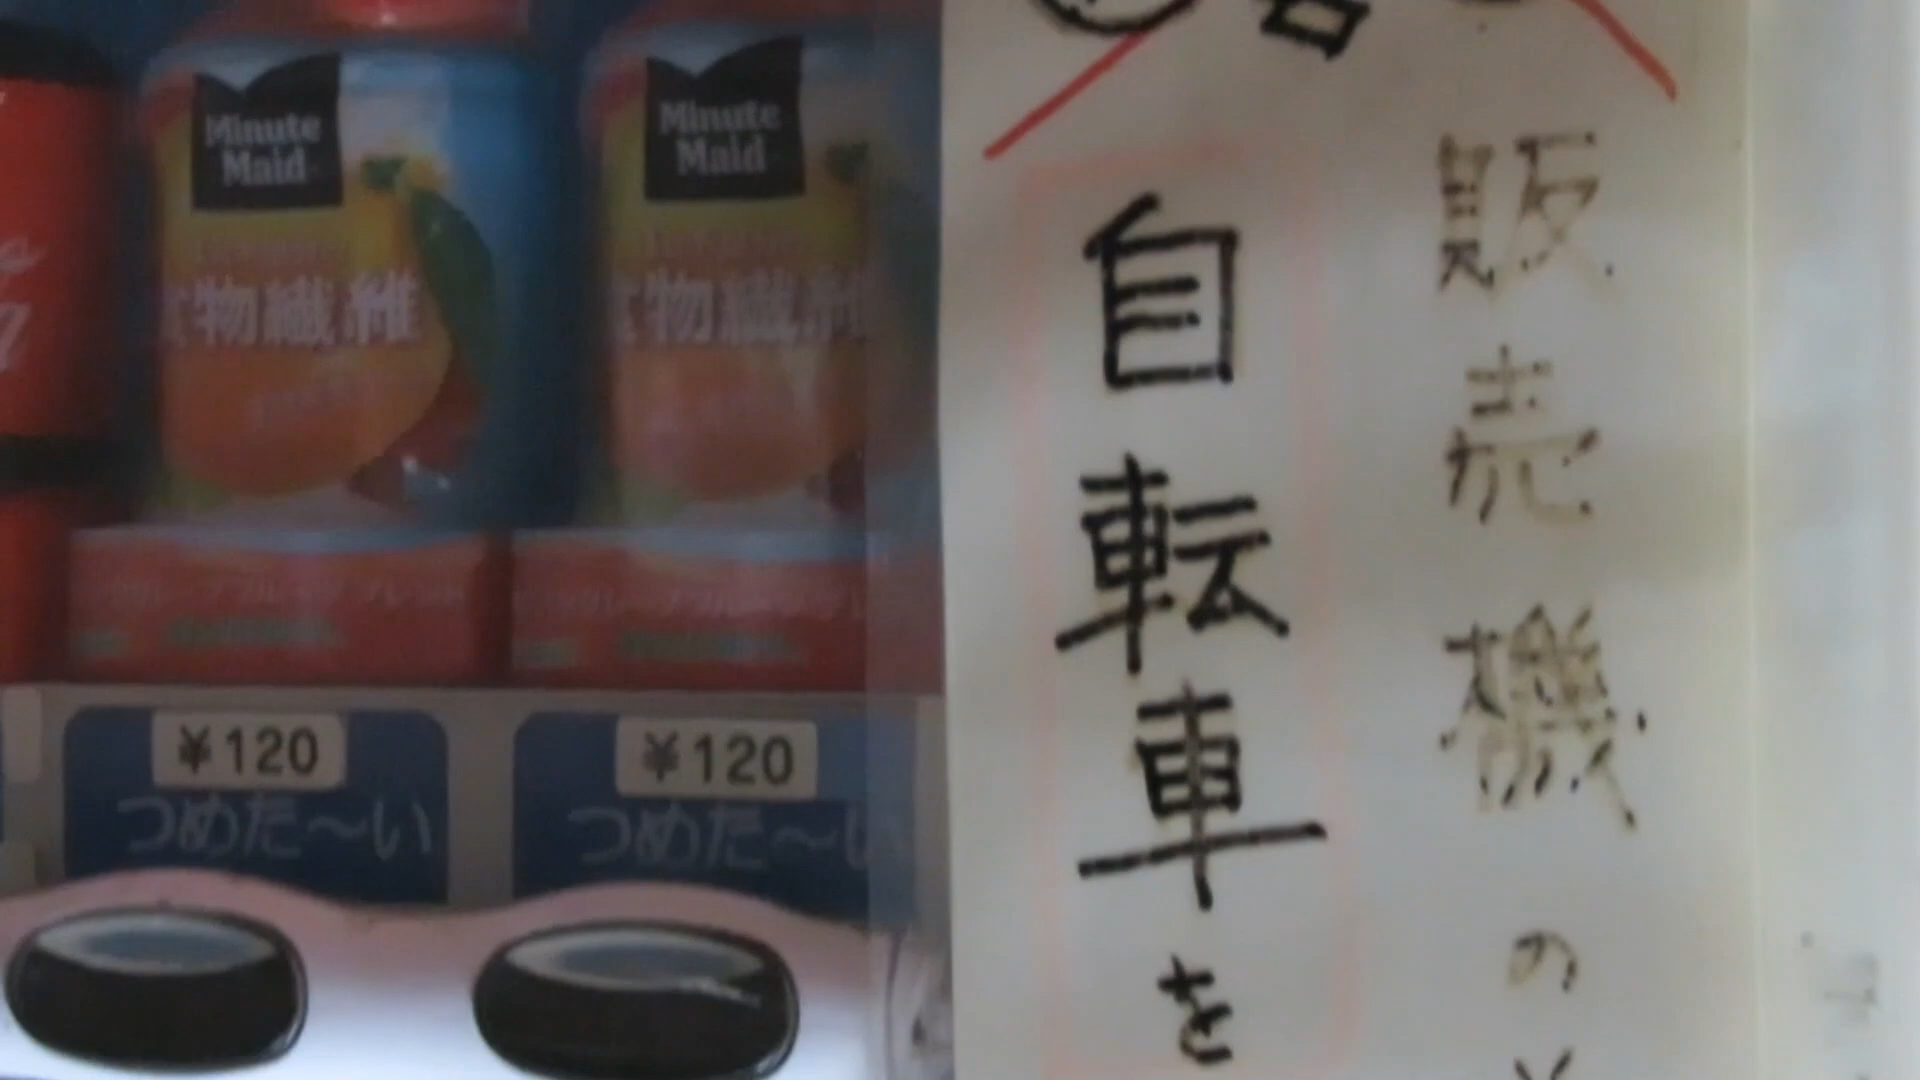 Minute
Maid
物繊維
¥120
つめた〜い
Minute
Maid
物繊維
¥120
つめた〜い
販売機の
自転車を